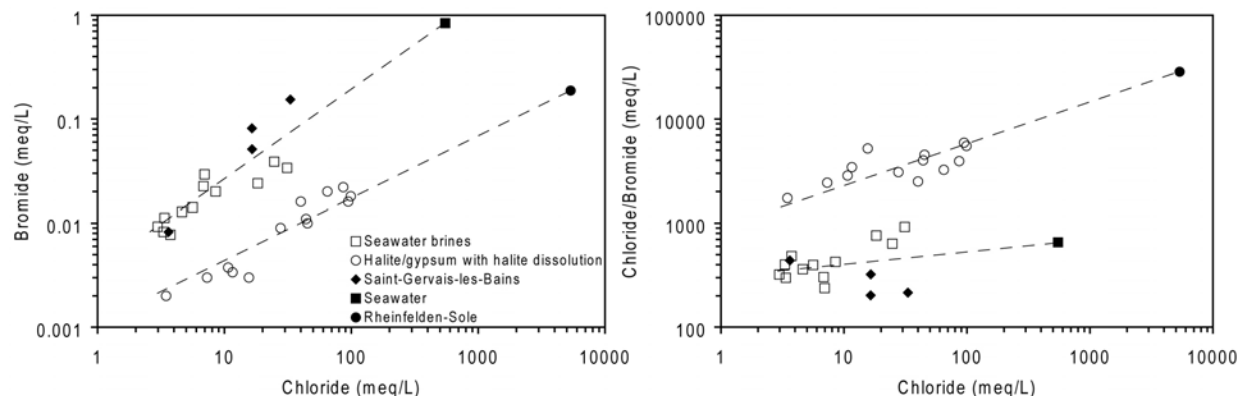 Bromide (meq/L)
1
0.1
0.01
0.001
Seawater brines
Halite/gypsum with halite dissolution
Saint-Gervais-les-Bains
Seawater
Rheinfelden-Sole
1
10
100
1000
10000
Chloride (meq/L)
Chloride/Bromide (meq/L)
100000
10000
1000
100
1
10
100
1000
10000
Chloride (meq/L)